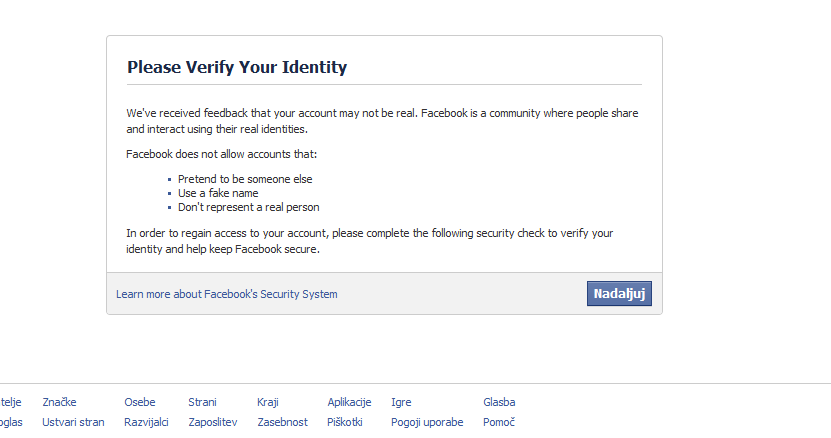 Please Verify Your Identity
We've received feedback that your account may not be real. Facebook is a community where people share
and interact using their real identities.
Facebook does not allow accounts that:
Pretend to be someone else
Use a fake name
Don't represent a real person
In order to regain access to your account, please complete the following security check to verify your
identity and help keep Facebook secure.
Learn more about Facebook's Security System
Nadaljuj
telje Značke Osebe Strani Kraji Aplikacije Igre Glasba
oglas Ustvari stran Razvijalci Zaposlitev Zasebnost Piškotki Pogoji uporabe Pomoč